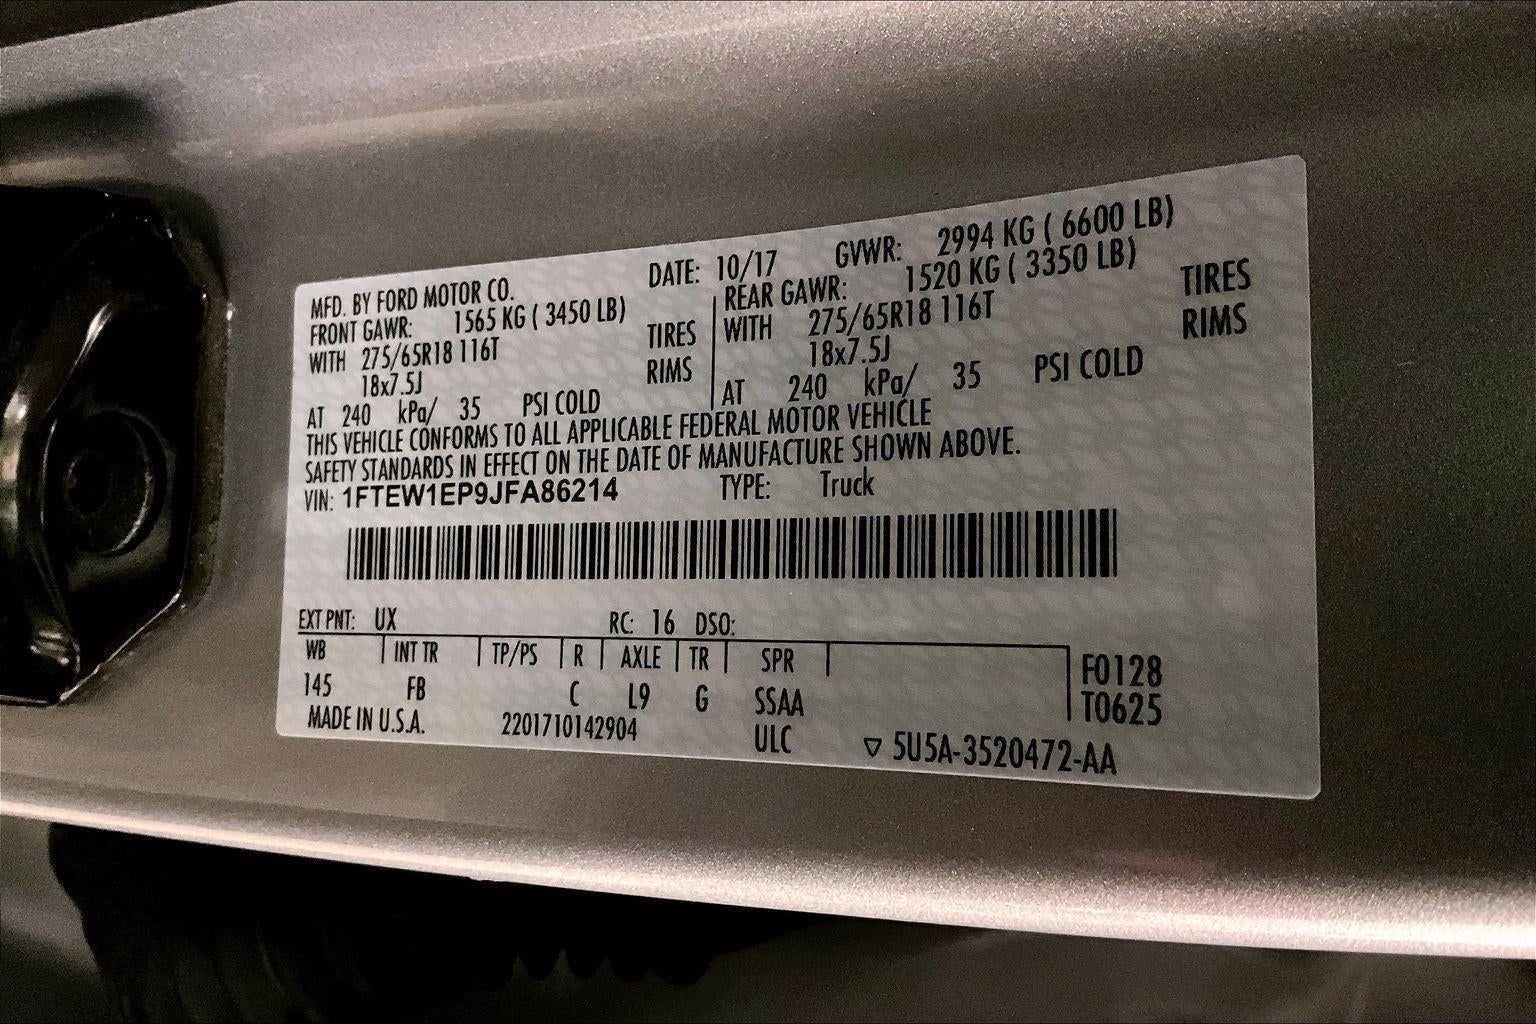 MFD. BY FORD MOTOR CO. DATE: 10/17 GVWR: 2994 KG ( 6600 LB)
FRONT GAWR: 1565 KG ( 3450 LB) REAR GAWR: 1520 KG ( 3350 LB)
WITH 275/65R18 116T TIRES WITH 275/65R18 116T TIRES
18x7.5J RIMS 18x7.5J RIMS
AT 240 kPa/ 35 PSI COLD AT 240 kPa/ 35 PSI COLD
THIS VEHICLE CONFORMS TO ALL APPLICABLE FEDERAL MOTOR VEHICLE
SAFETY STANDARDS IN EFFECT ON THE DATE OF MANUFACTURE SHOWN ABOVE.
VIN: 1FTEW1EP9JFA86214 TYPE: Truck
EXT PNT: UX RC: 16 DSO:
WB INT TR TP/PS R AXLE TR SPR F0128
145 FB C L9 G SSAA T0625
MADE IN U.S.A. 2201710142904 ULC ▽ 5U5A-3520472-AA